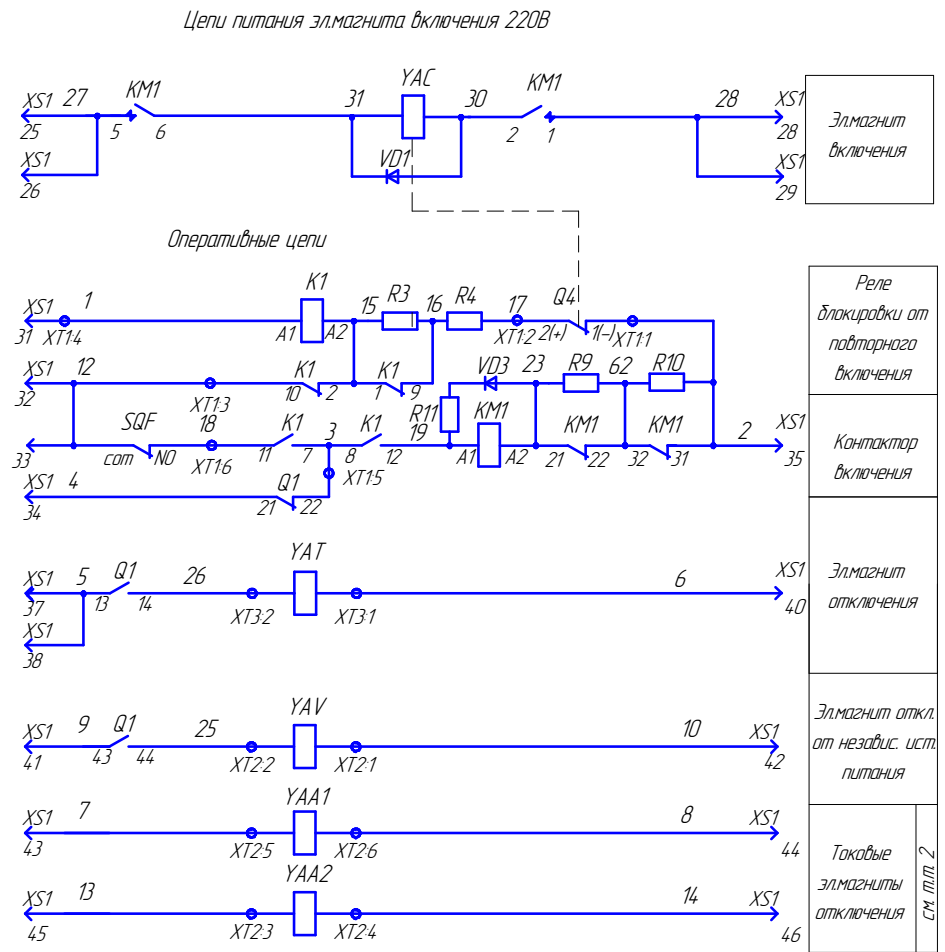 Цепи питания эл.магнита включения 220В
XS1 27 KM1 31 YAC 30 KM1 28 XS1
25 5 6 2 1 28
XS1 VD1 XS1
26 29
Эл.магнит
включения
Оперативные цепи
XS1 1 K1 15 R3 16 R4 17 Q4
31 XT1:4 A1 A2 XT1:2 2(+) 1(-) XT1:1
Реле
блокировки от
повторного
включения
XS1 12 K1 K1 VD3 23 R9 62 R10
32 XT1:3 10 2 1 9 R11
SQF 18 K1 3 K1 19 KM1 KM1 KM1 2 XS1
33 com NO XT1:6 11 7 8 12 A1 A2 21 22 32 31 35
Контактор
включения
4 Q1 XT1:5
34 21 22
XS1 5 Q1 26 YAT 6 XS1
37 13 14 XT3:2 XT3:1 40
XS1
38
Эл.магнит
отключения
XS1 9 Q1 25 YAV 10 XS1
41 43 44 XT2:2 XT2:1 42
Эл.магнит откл.
от независ. ист.
питания
XS1 7 YAA1 8 XS1
43 XT2:5 XT2:6 44
XS1 13 YAA2 14 XS1
45 XT2:3 XT2:4 46
Токовые
эл.магниты
отключения
см. т.т. 2